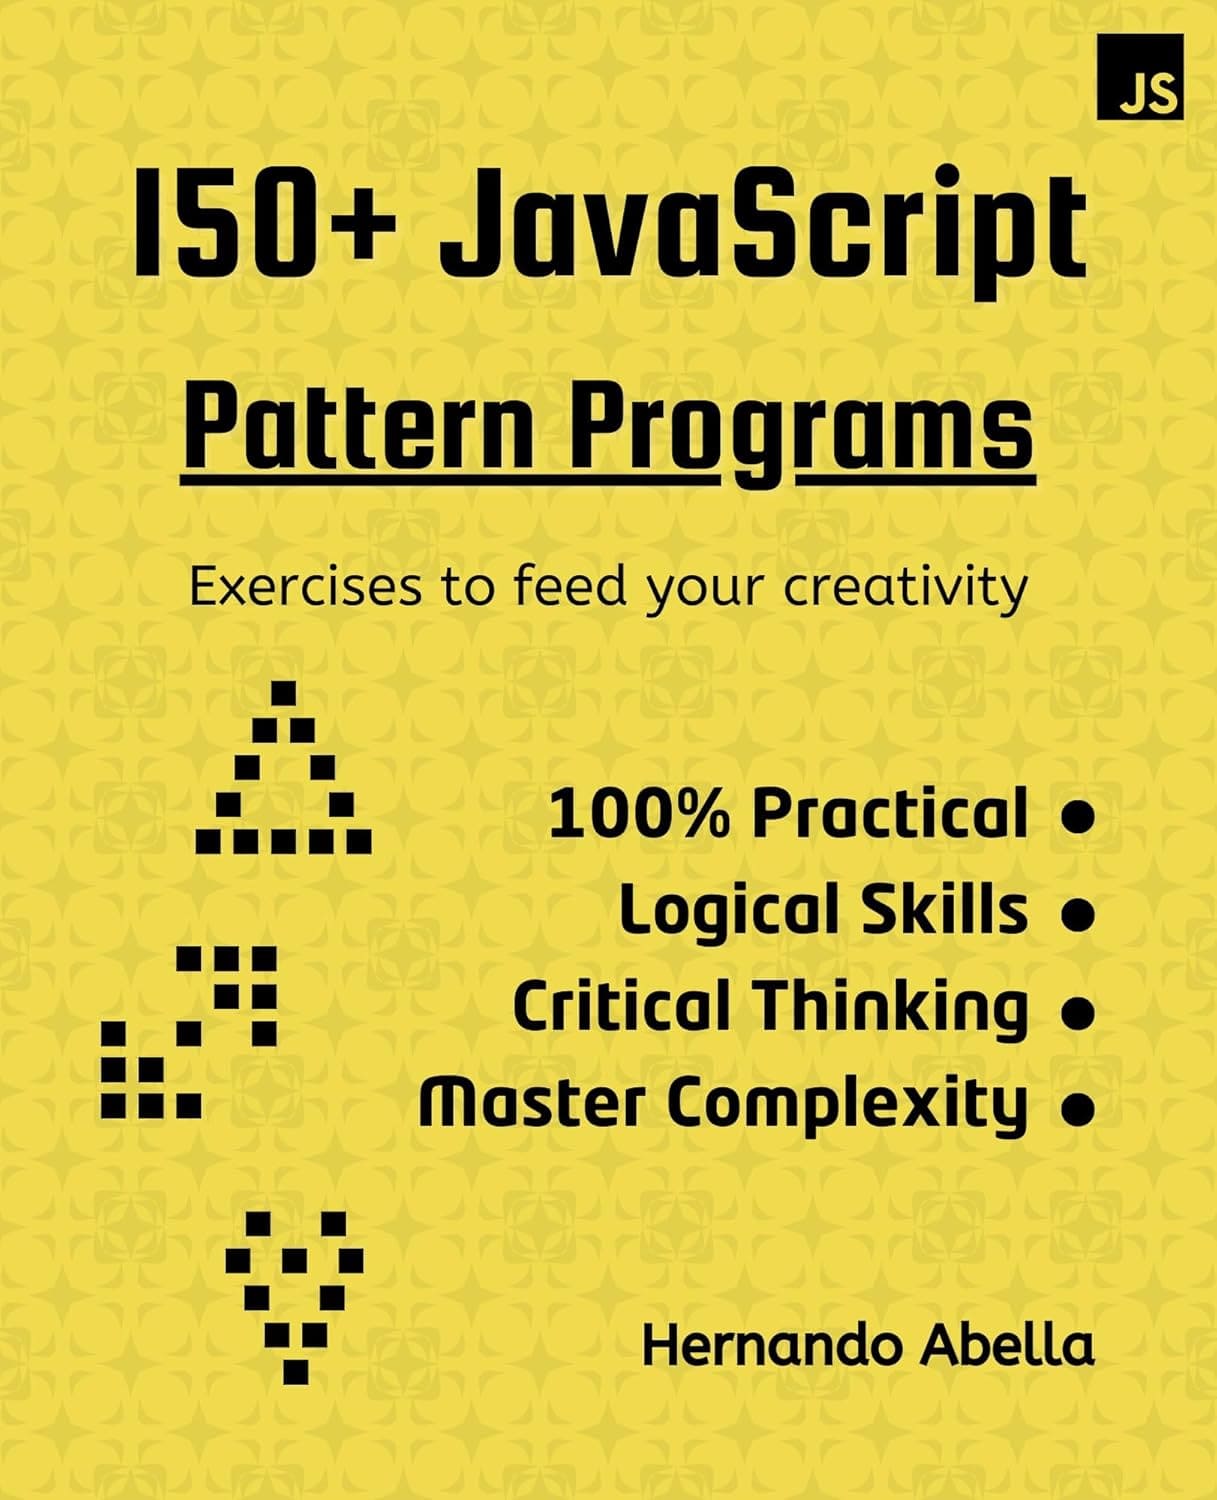 JS
150+ JavaScript
Pattern Programs
Exercises to feed your creativity
100% Practical
Logical Skills
Critical Thinking
Master Complexity
Hernando Abella